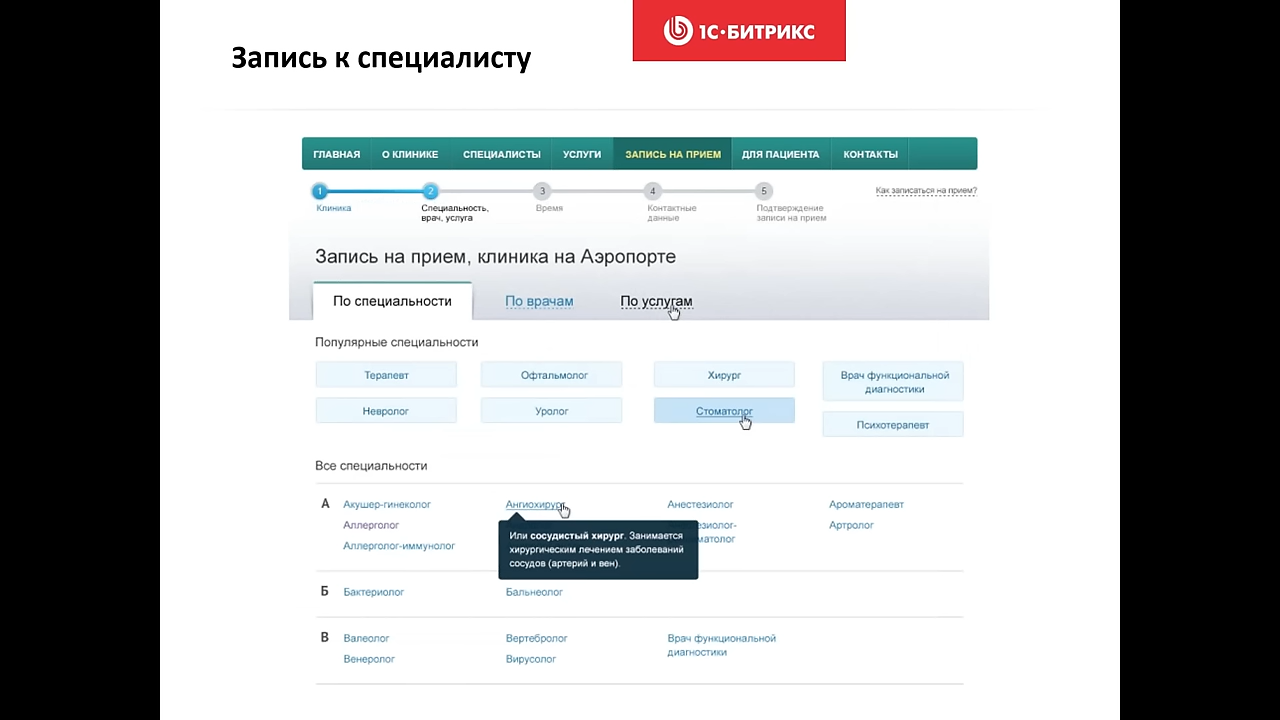 1С·БИТРИКС
Запись к специалисту
ГЛАВНАЯ О КЛИНИКЕ СПЕЦИАЛИСТЫ УСЛУГИ ЗАПИСЬ НА ПРИЕМ ДЛЯ ПАЦИЕНТА КОНТАКТЫ
1 2 3 4 5 Как записаться на прием?
Клиника Специальность, Время Контактные Подтверждение
врач, услуга данные записи на прием
Запись на прием, клиника на Аэропорте
По специальности По врачам По услугам
Популярные специальности
Терапевт Офтальмолог Хирург Врач функциональной
диагностики
Невролог Уролог Стоматолог
Психотерапевт
Все специальности
А Акушер-гинеколог Ангиохирург Анестезиолог Ароматерапевт
Аллерголог Артролог
Аллерголог-иммунолог
Или сосудистый хирург. Занимается
хирургическим лечением заболеваний
сосудов (артерий и вен).
Б Бактериолог Бальнеолог
В Валеолог Вертебролог Врач функциональной
диагностики
Венеролог Вирусолог